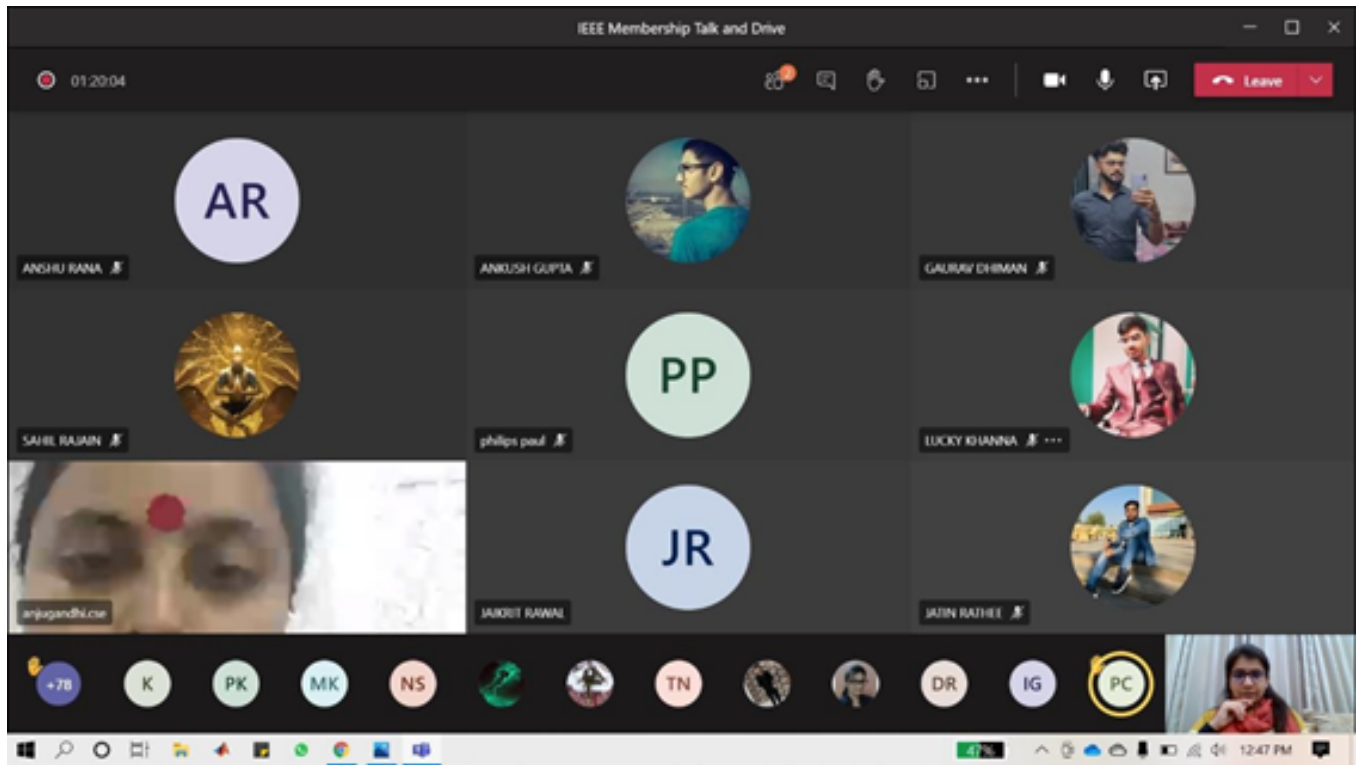 IEEE Membership Talk and Drive
01:20:04
2
Leave
AR
ANSHU RANA
ANKUSH GUPTA
GAURAV DHIMAN
SAHIL RAJAIN
PP
philips paul
LUCKY KHANNA
anjugandhi.cse
JR
JAIKRIT RAWAL
JATIN RATHEE
+78
K
PK
MK
NS
TN
DR
IG
PC
47%
12:47 PM